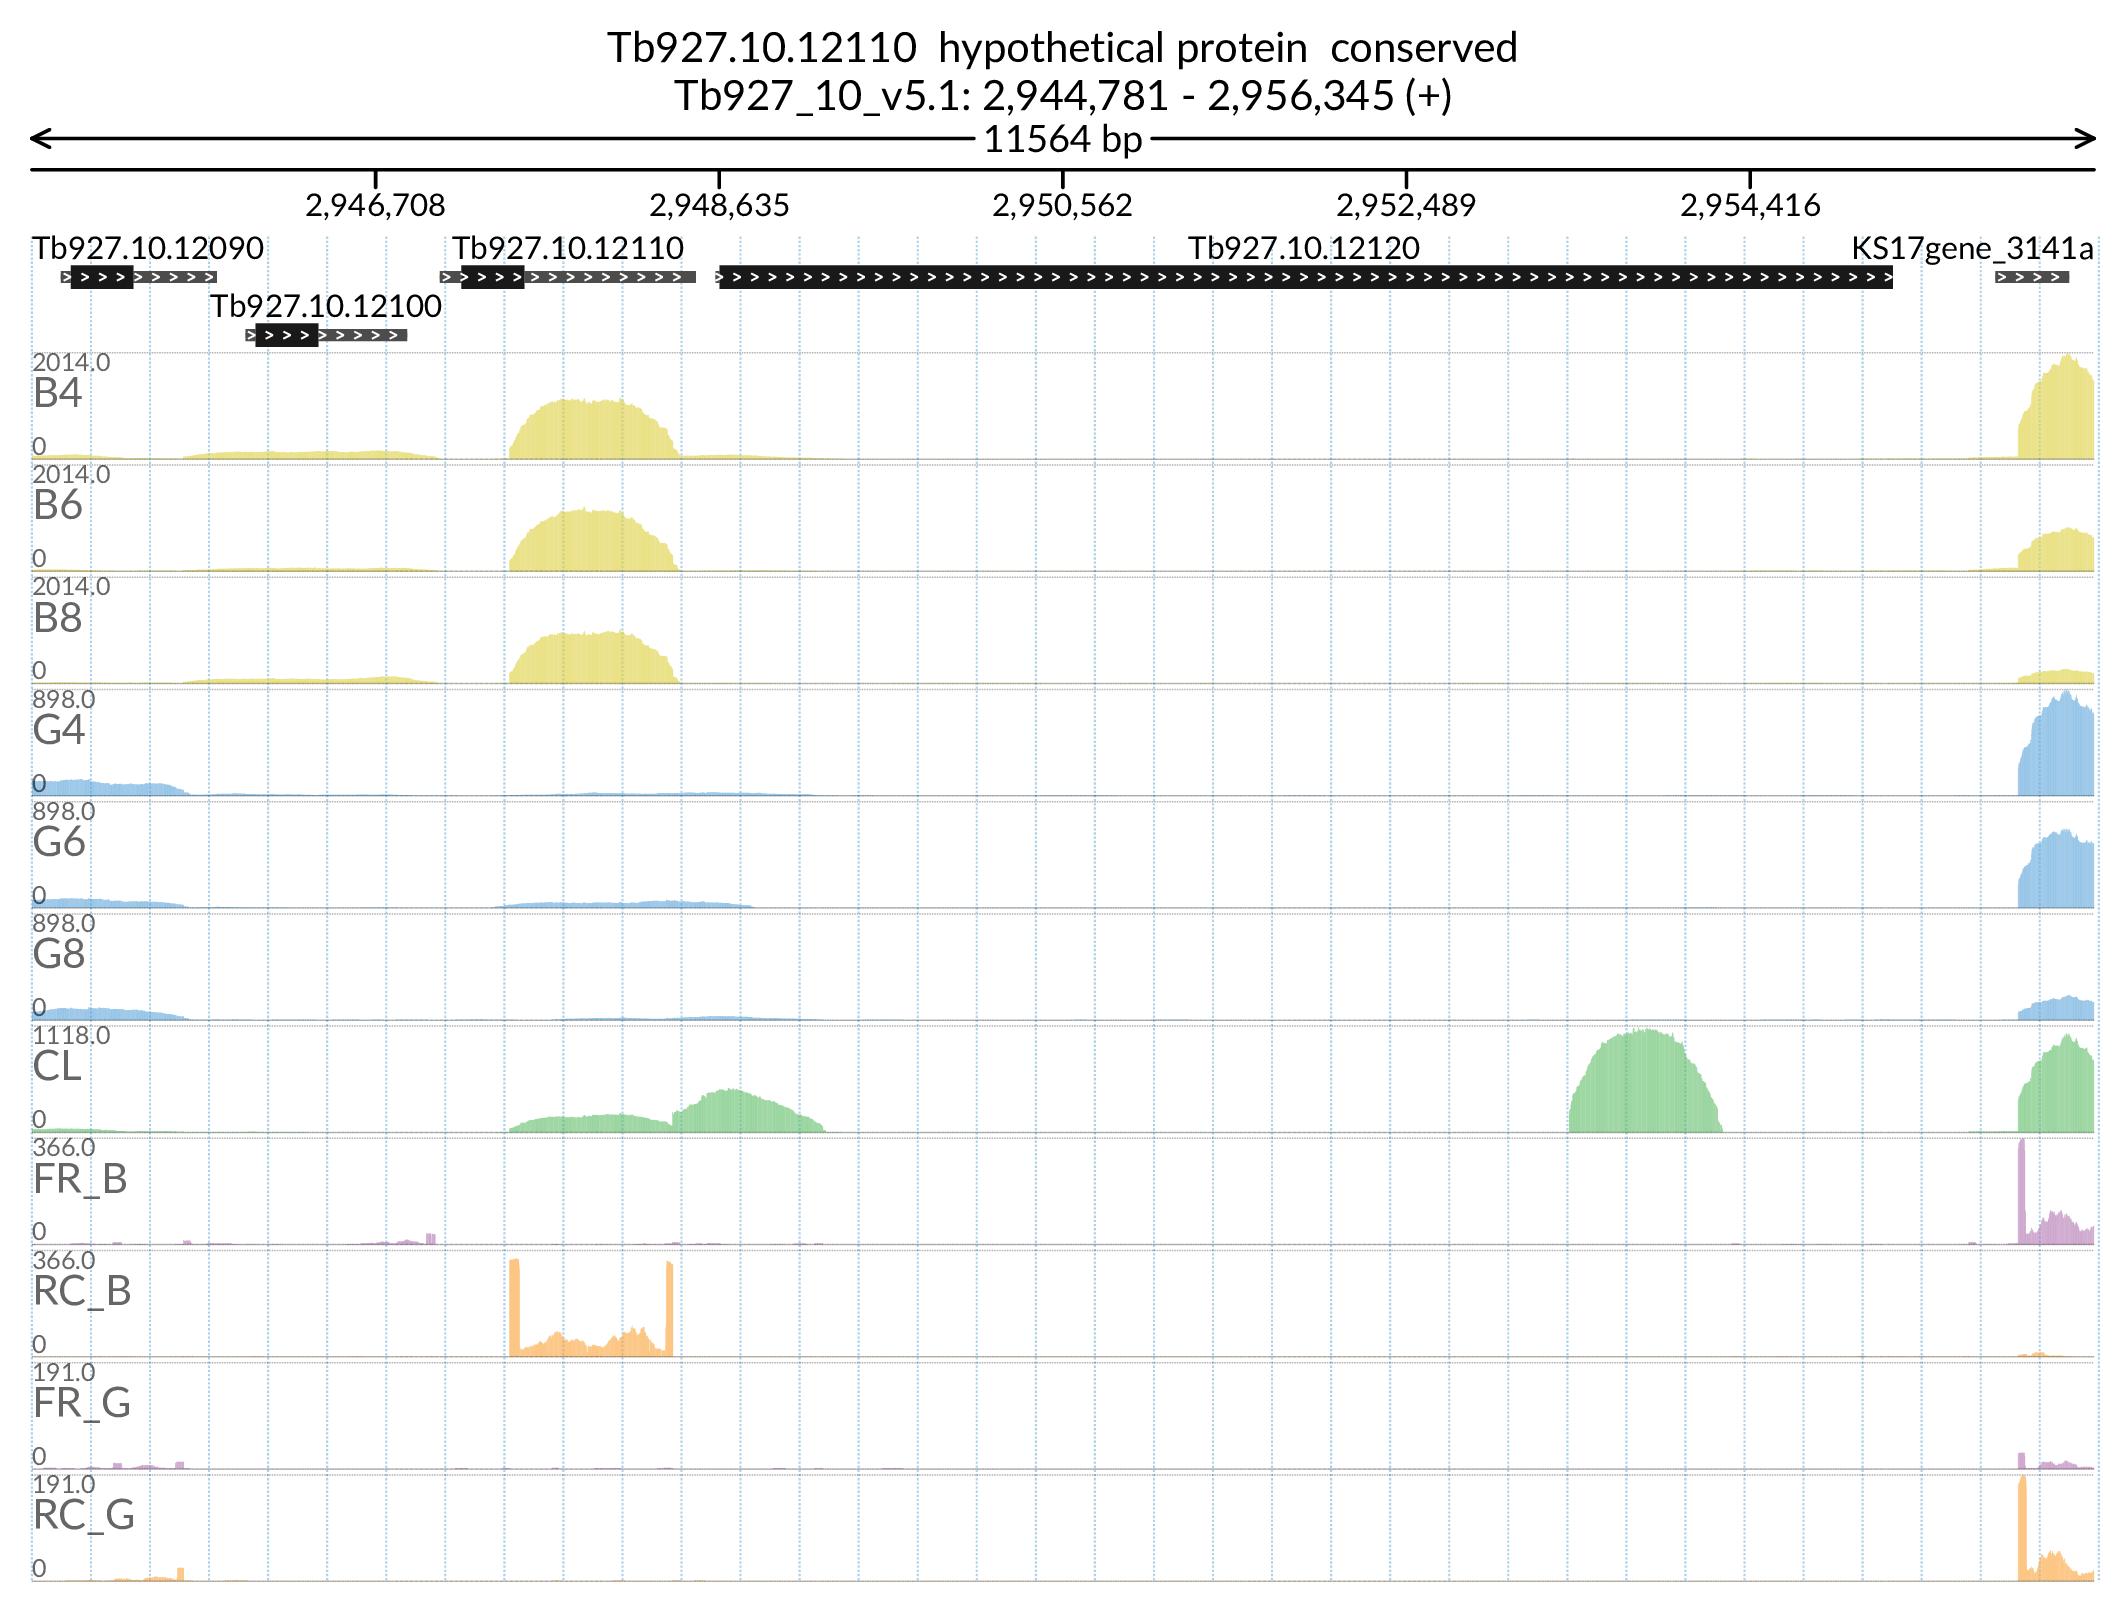 Tb927.10.12110  hypothetical protein  conserved
Tb927_10_v5.1: 2,944,781 - 2,956,345 (+)
11564 bp
2,946,708 2,948,635 2,950,562 2,952,489 2,954,416
Tb927.10.12090 Tb927.10.12110 Tb927.10.12120 KS17gene_3141a
Tb927.10.12100
2014.0
B4
0
2014.0
B6
0
2014.0
B8
0
898.0
G4
0
898.0
G6
0
898.0
G8
0
1118.0
CL
0
366.0
FR_B
0
366.0
RC_B
0
191.0
FR_G
0
191.0
RC_G
0